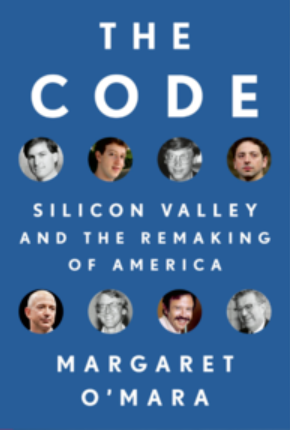 THE
CODE
SILICON VALLEY
AND THE REMAKING
OF AMERICA
MARGARET
O'MARA